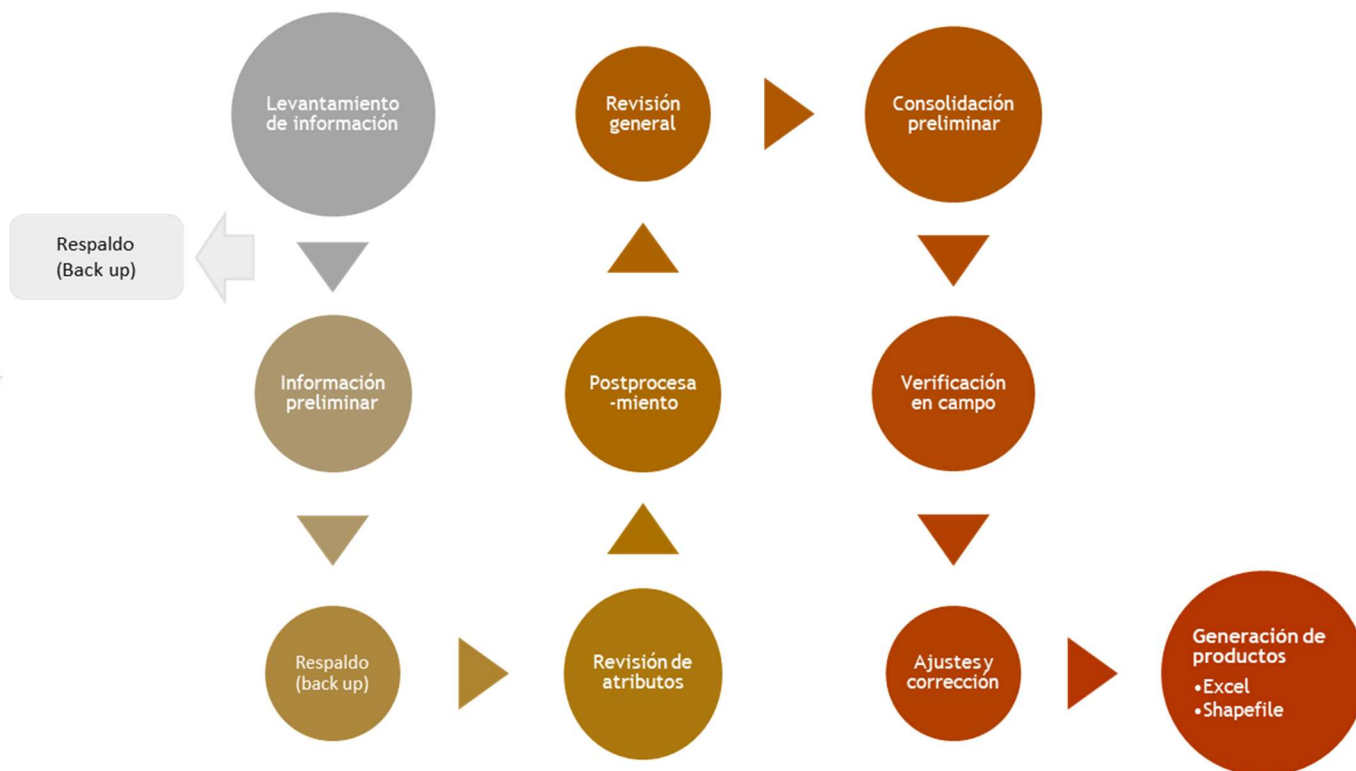 Levantamiento
de información
Respaldo
(Back up)
Información
preliminar
Respaldo
(back up)
Revisión de
atributos
Postprocesa
-miento
Revisión
general
Consolidación
preliminar
Verificación
en campo
Ajustes y
corrección
Generación de
productos
•Excel
•Shapefile